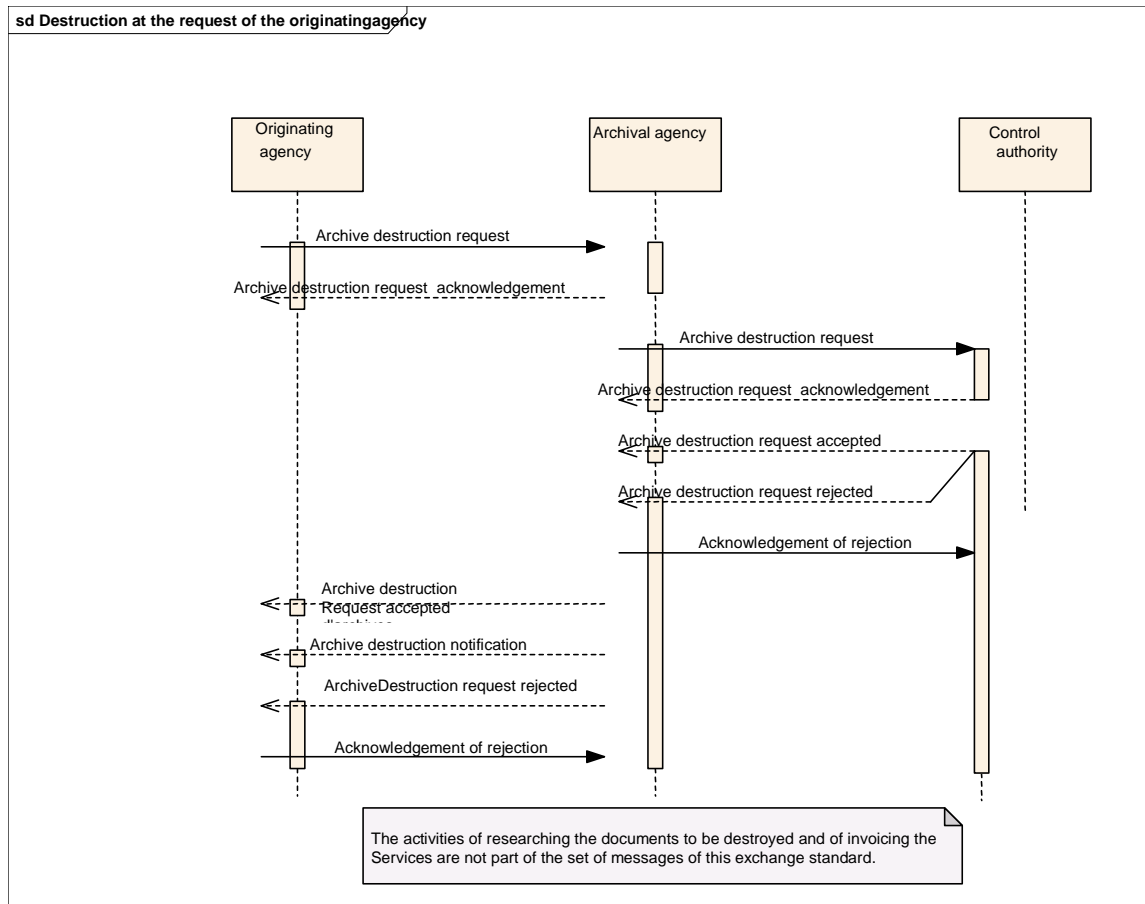 sd Destruction at the request of the originatingagency
Originating
agency
Archival agency
Control
authority
Archive destruction request
Archive destruction request  acknowledgement
Archive destruction request
Archive destruction request  acknowledgement
Archive destruction request accepted
Archive destruction request rejected
Acknowledgement of rejection
Archive destruction
Request accepted
Archive destruction notification
ArchiveDestruction request rejected
Acknowledgement of rejection
The activities of researching the documents to be destroyed and of invoicing the
Services are not part of the set of messages of this exchange standard.